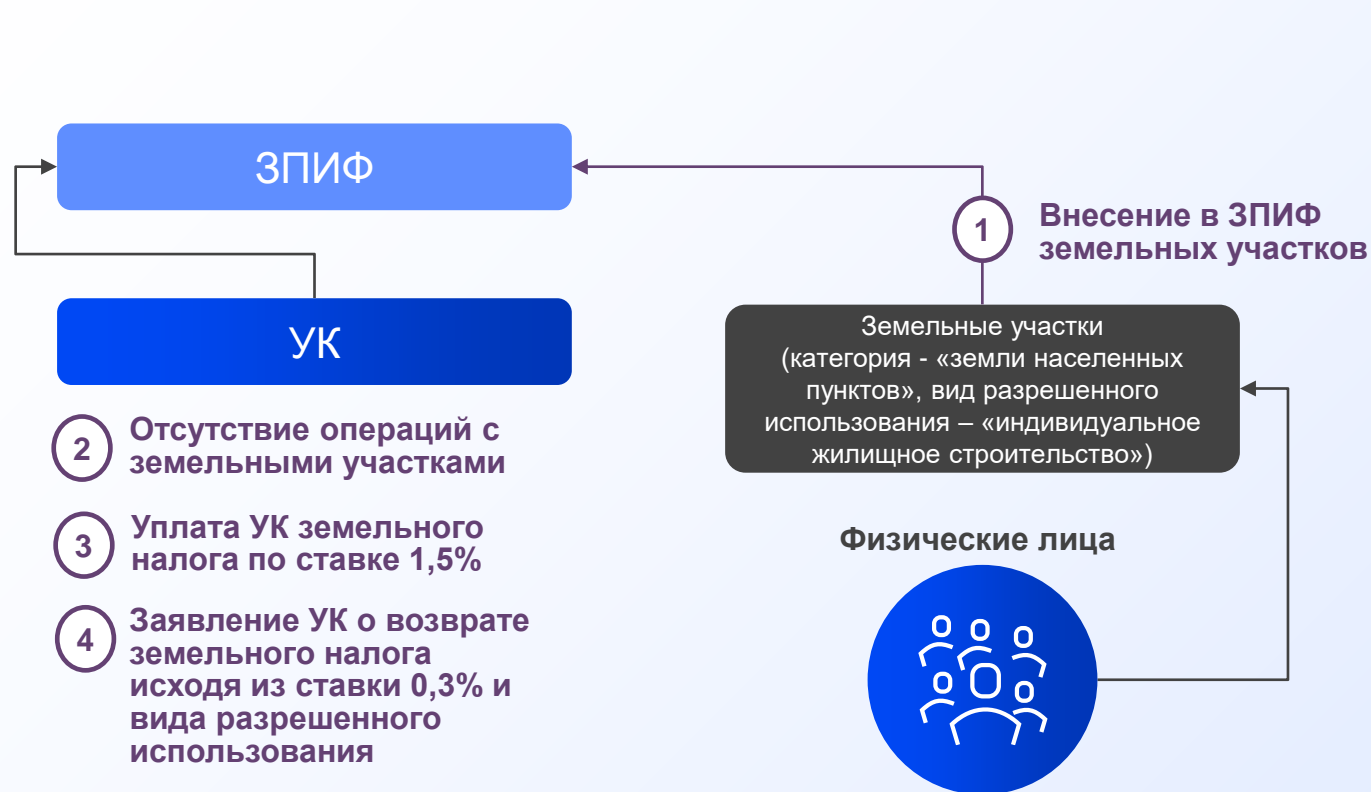 ЗПИФ
1
Внесение в ЗПИФ
земельных участков
УК
Земельные участки
(категория - «земли населенных
пунктов», вид разрешенного
использования – «индивидуальное
жилищное строительство»)
2
Отсутствие операций с
земельными участками
3
Уплата УК земельного
налога по ставке 1,5%
4
Заявление УК о возврате
земельного налога
исходя из ставки 0,3% и
вида разрешенного
использования
Физические лица